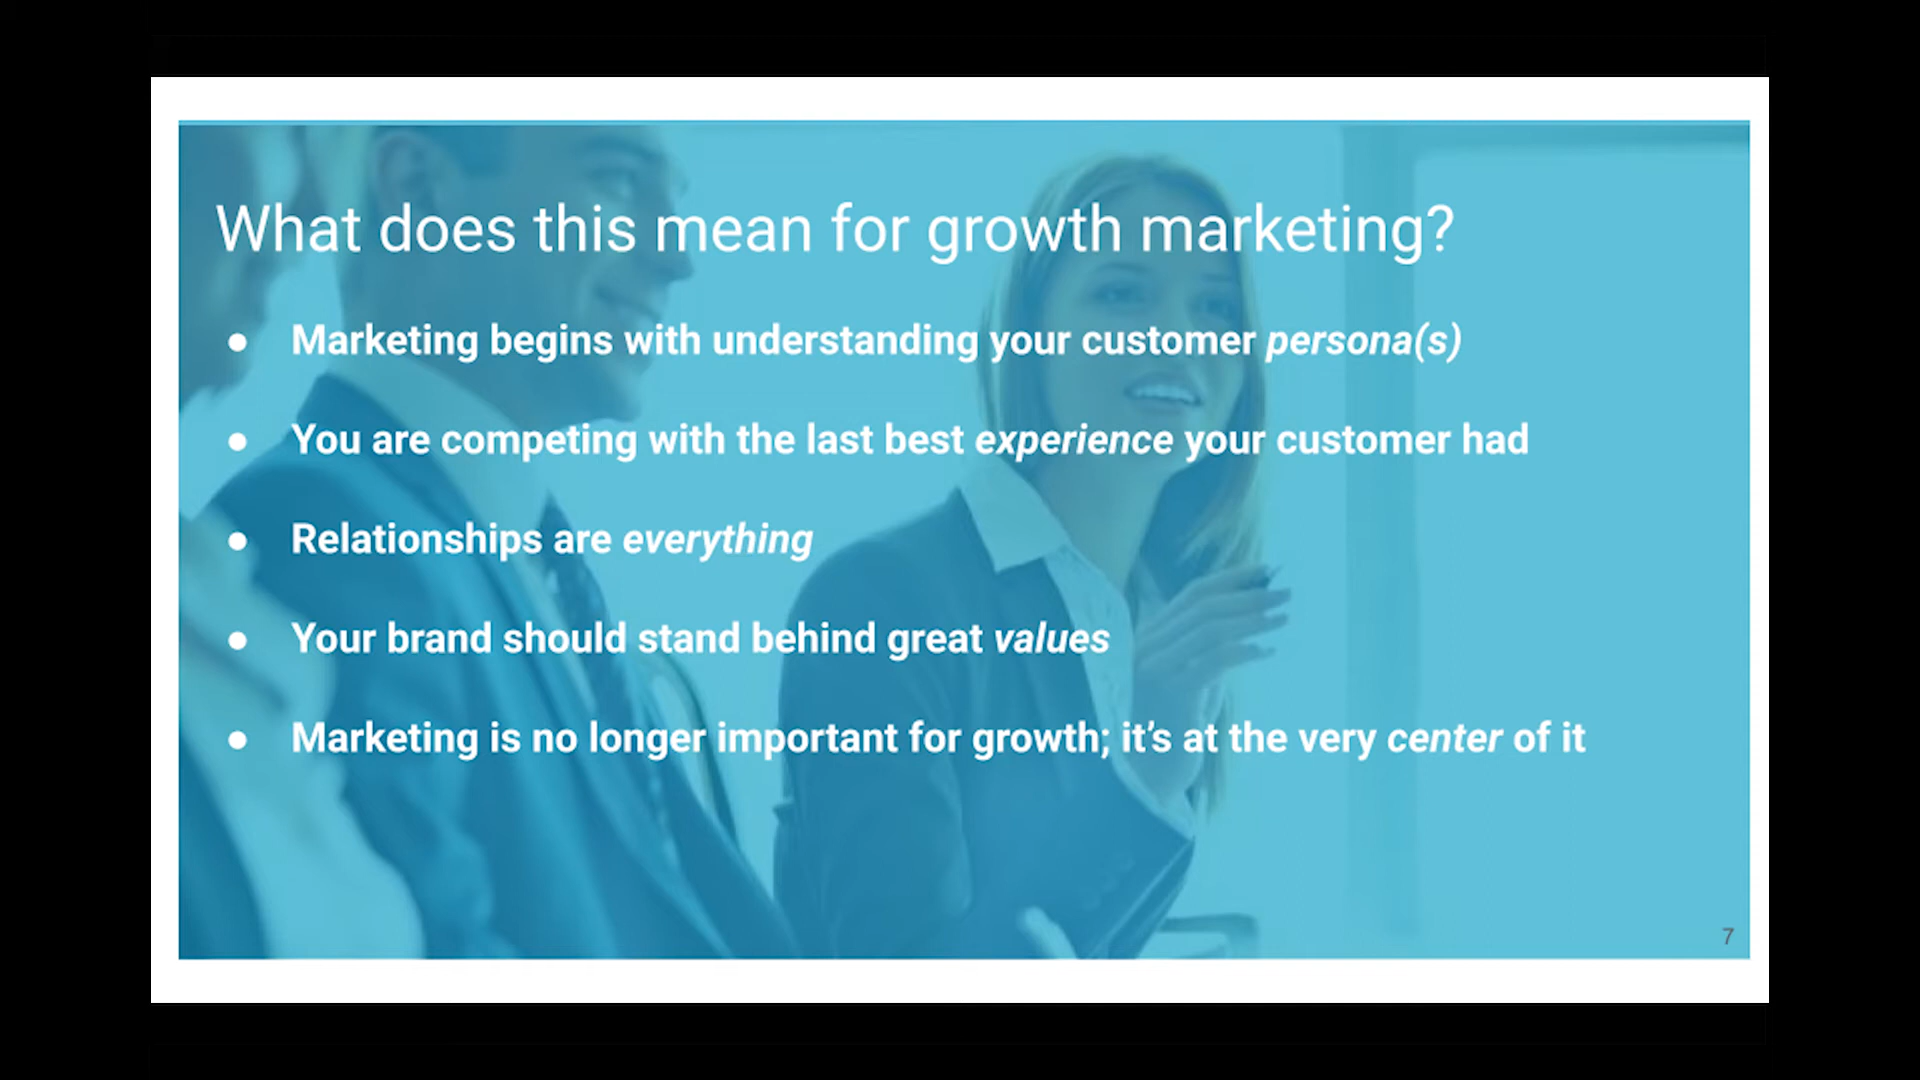 What does this mean for growth marketing?
● Marketing begins with understanding your customer persona(s)
● You are competing with the last best experience your customer had
● Relationships are everything
● Your brand should stand behind great values
● Marketing is no longer important for growth; it’s at the very center of it
7